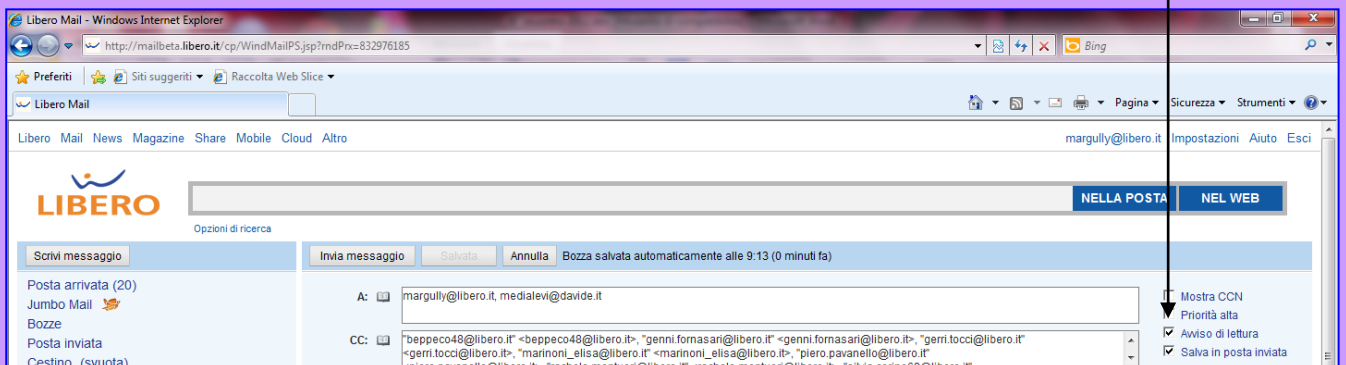 Libero Mail - Windows Internet Explorer
http://mailbeta.libero.it/cp/WindMailPS.jsp?rndPrx=832976185
Bing
Preferiti Siti suggeriti Raccolta Web Slice
Libero Mail
Pagina Sicurezza Strumenti
Libero Mail News Magazine Share Mobile Cloud Altro
margully@libero.it Impostazioni Aiuto Esci
LIBERO
NELLA POSTA NEL WEB
Opzioni di ricerca
Scrivi messaggio
Invia messaggio Salvata Annulla Bozza salvata automaticamente alle 9:13 (0 minuti fa)
Posta arrivata (20)
Jumbo Mail
Bozze
Posta inviata
Cestino (svuota)
A: margully@libero.it, medialevi@davide.it
CC: "beppeco48@libero.it" <beppeco48@libero.it>, "genni.fornasari@libero.it" <genni.fornasari@libero.it>, "gerri.tocci@libero.it"
<gerri.tocci@libero.it>, "marinoni_elisa@libero.it" <marinoni_elisa@libero.it>, "piero.pavanello@libero.it"
Mostra CCN
Priorità alta
Avviso di lettura
Salva in posta inviata